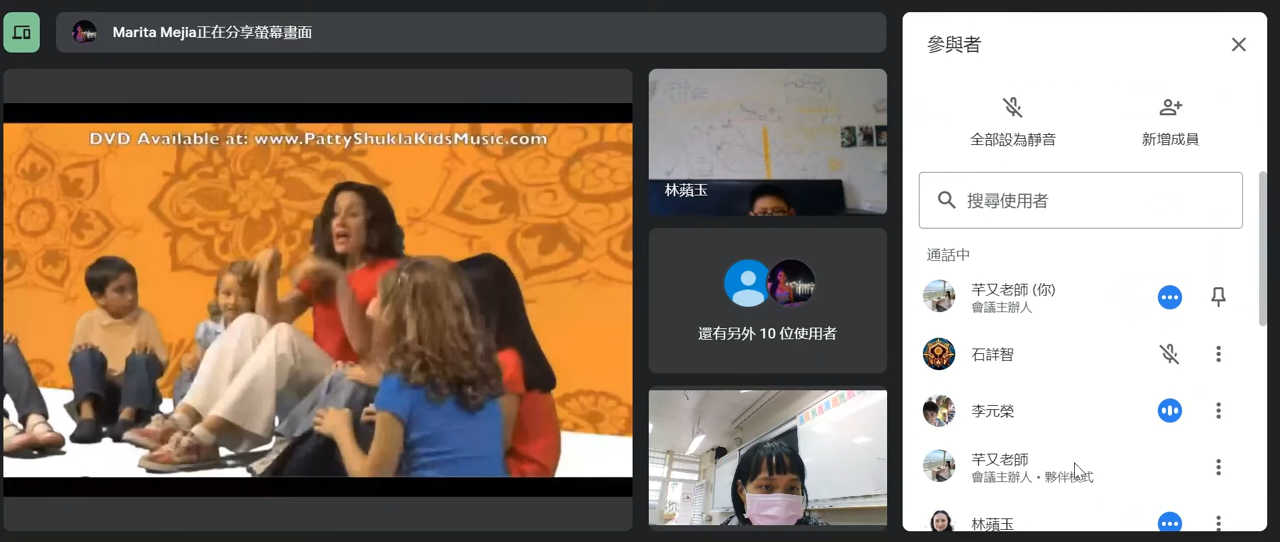 Marita Mejia正在分享螢幕畫面
DVD Available at: www.PattyShuklaKidsMusic.com
林蘋玉
還有另外 10 位使用者
你
參與者
全部設為靜音
新增成員
搜尋使用者
通話中
芊又老師 (你)
會議主辦人
石詳智
李元榮
芊又老師
會議主辦人・夥伴模式
林蘋玉